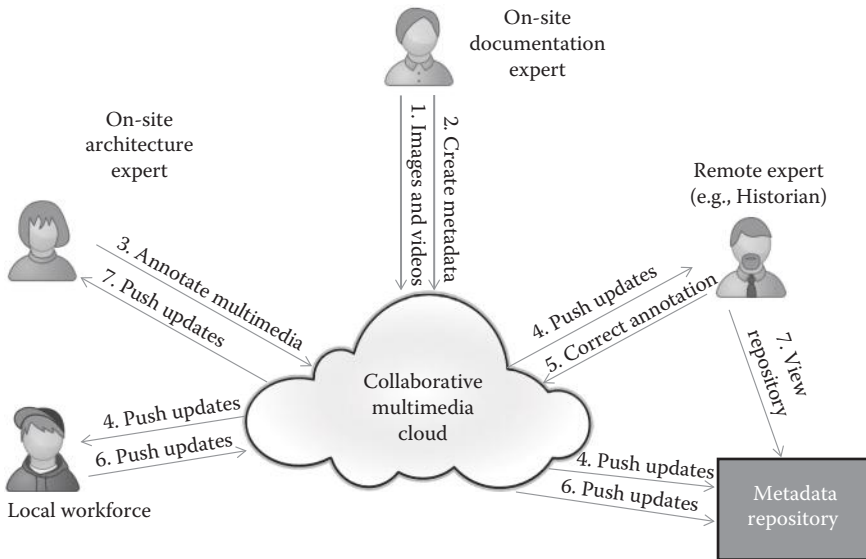 On-site
documentation
expert
On-site
architecture
expert
1. Images and videos
2. Create metadata
Remote expert
(e.g., Historian)
3. Annotate multimedia
7. Push updates
4. Push updates
5. Correct annotation
7. View
repository
Collaborative
multimedia
cloud
4. Push updates
6. Push updates
Local workforce
4. Push updates
6. Push updates
Metadata
repository